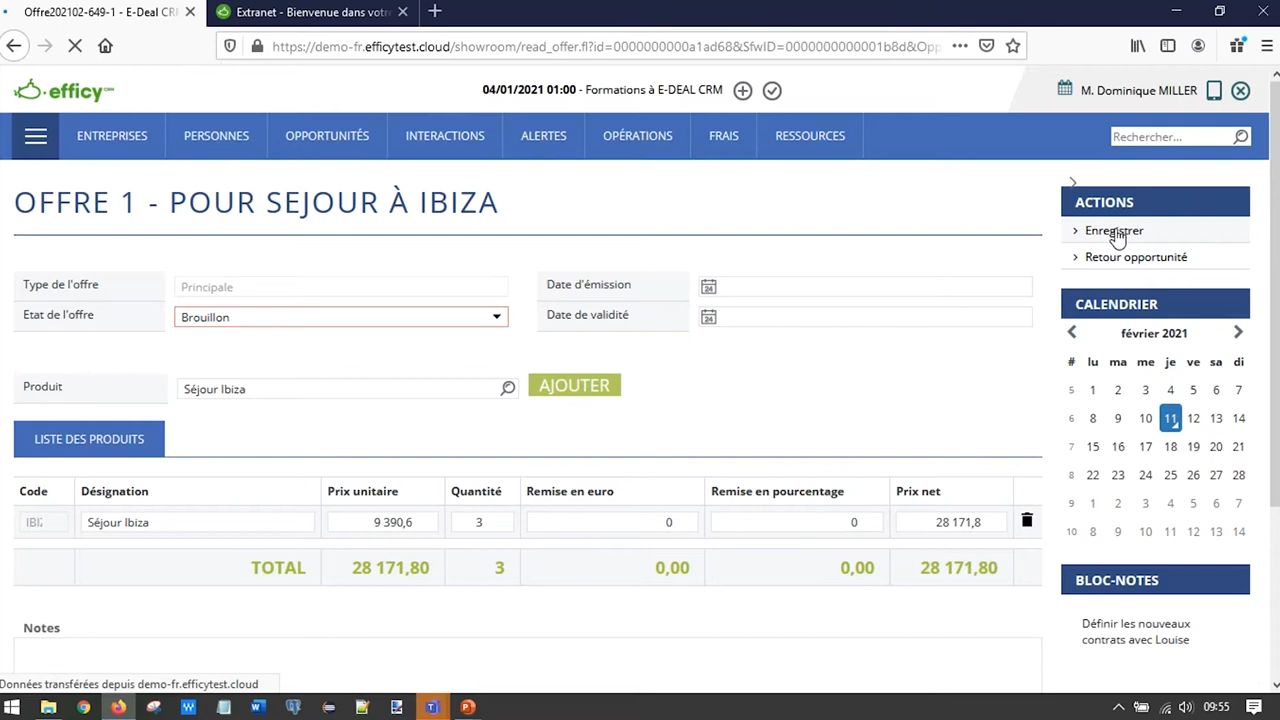 Offre202102-649-1 - E-Deal CRM
Extranet - Bienvenue dans votre
https://demo-fr.efficytest.cloud/showroom/read_offer.fl?id=0000000000a1ad68&SfwID=0000000000001b8d&Opp
efficy CRM
04/01/2021 01:00 - Formations à E-DEAL CRM
M. Dominique MILLER
ENTREPRISES
PERSONNES
OPPORTUNITÉS
INTERACTIONS
ALERTES
OPÉRATIONS
FRAIS
RESSOURCES
Rechercher...
OFFRE 1 - POUR SEJOUR À IBIZA
ACTIONS
Enregistrer
Retour opportunité
Type de l'offre
Principale
Date d'émission
24
Etat de l'offre
Brouillon
Date de validité
24
Produit
Séjour Ibiza
AJOUTER
LISTE DES PRODUITS
Code Désignation Prix unitaire Quantité Remise en euro Remise en pourcentage Prix net
IBIZ Séjour Ibiza 9 390,6 3 0 0 28 171,8
TOTAL 28 171,80 3 0,00 0,00 28 171,80
Notes
CALENDRIER
février 2021
# lu ma me je ve sa di
5 1 2 3 4 5 6 7
6 8 9 10 11 12 13 14
7 15 16 17 18 19 20 21
8 22 23 24 25 26 27 28
9 1 2 3 4 5 6 7
10 8 9 10 11 12 13 14
BLOC-NOTES
Définir les nouveaux
contrats avec Louise
Données transférées depuis demo-fr.efficytest.cloud
09:55